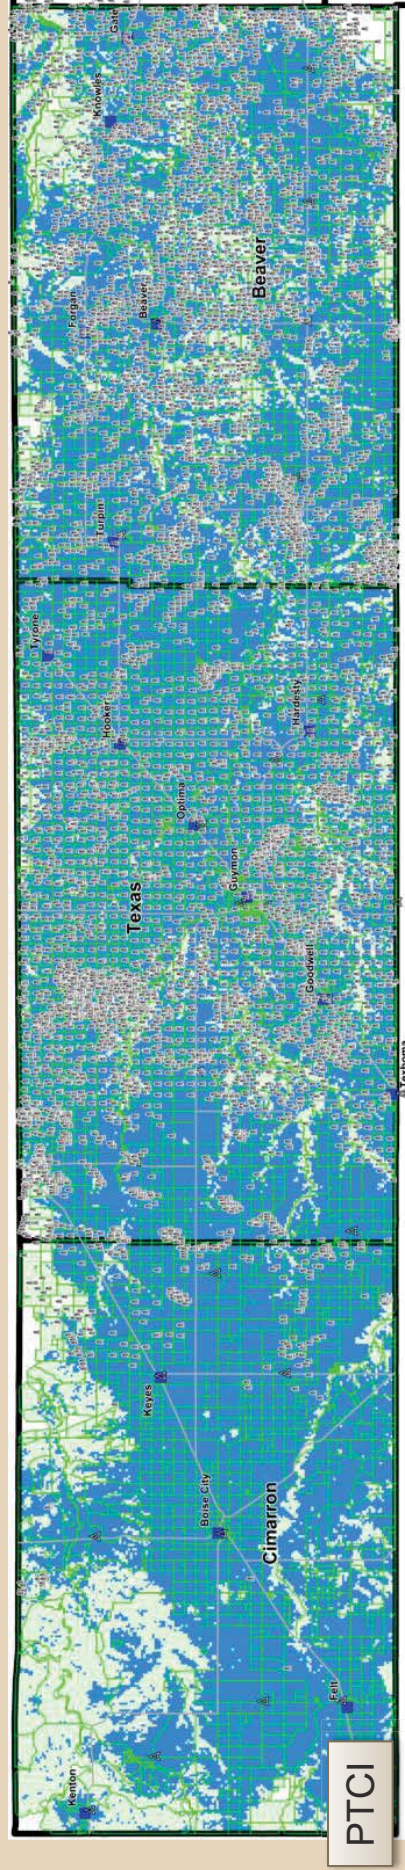 Kenton
Felt
Boise City
Cimarron
Keyes
Texhoma
Goodwell
Guymon
Texas
Optima
Hooker
Hardesty
Tyrone
Turpin
Forgan
Beaver
Beaver
Knowles
Gate
PTCI